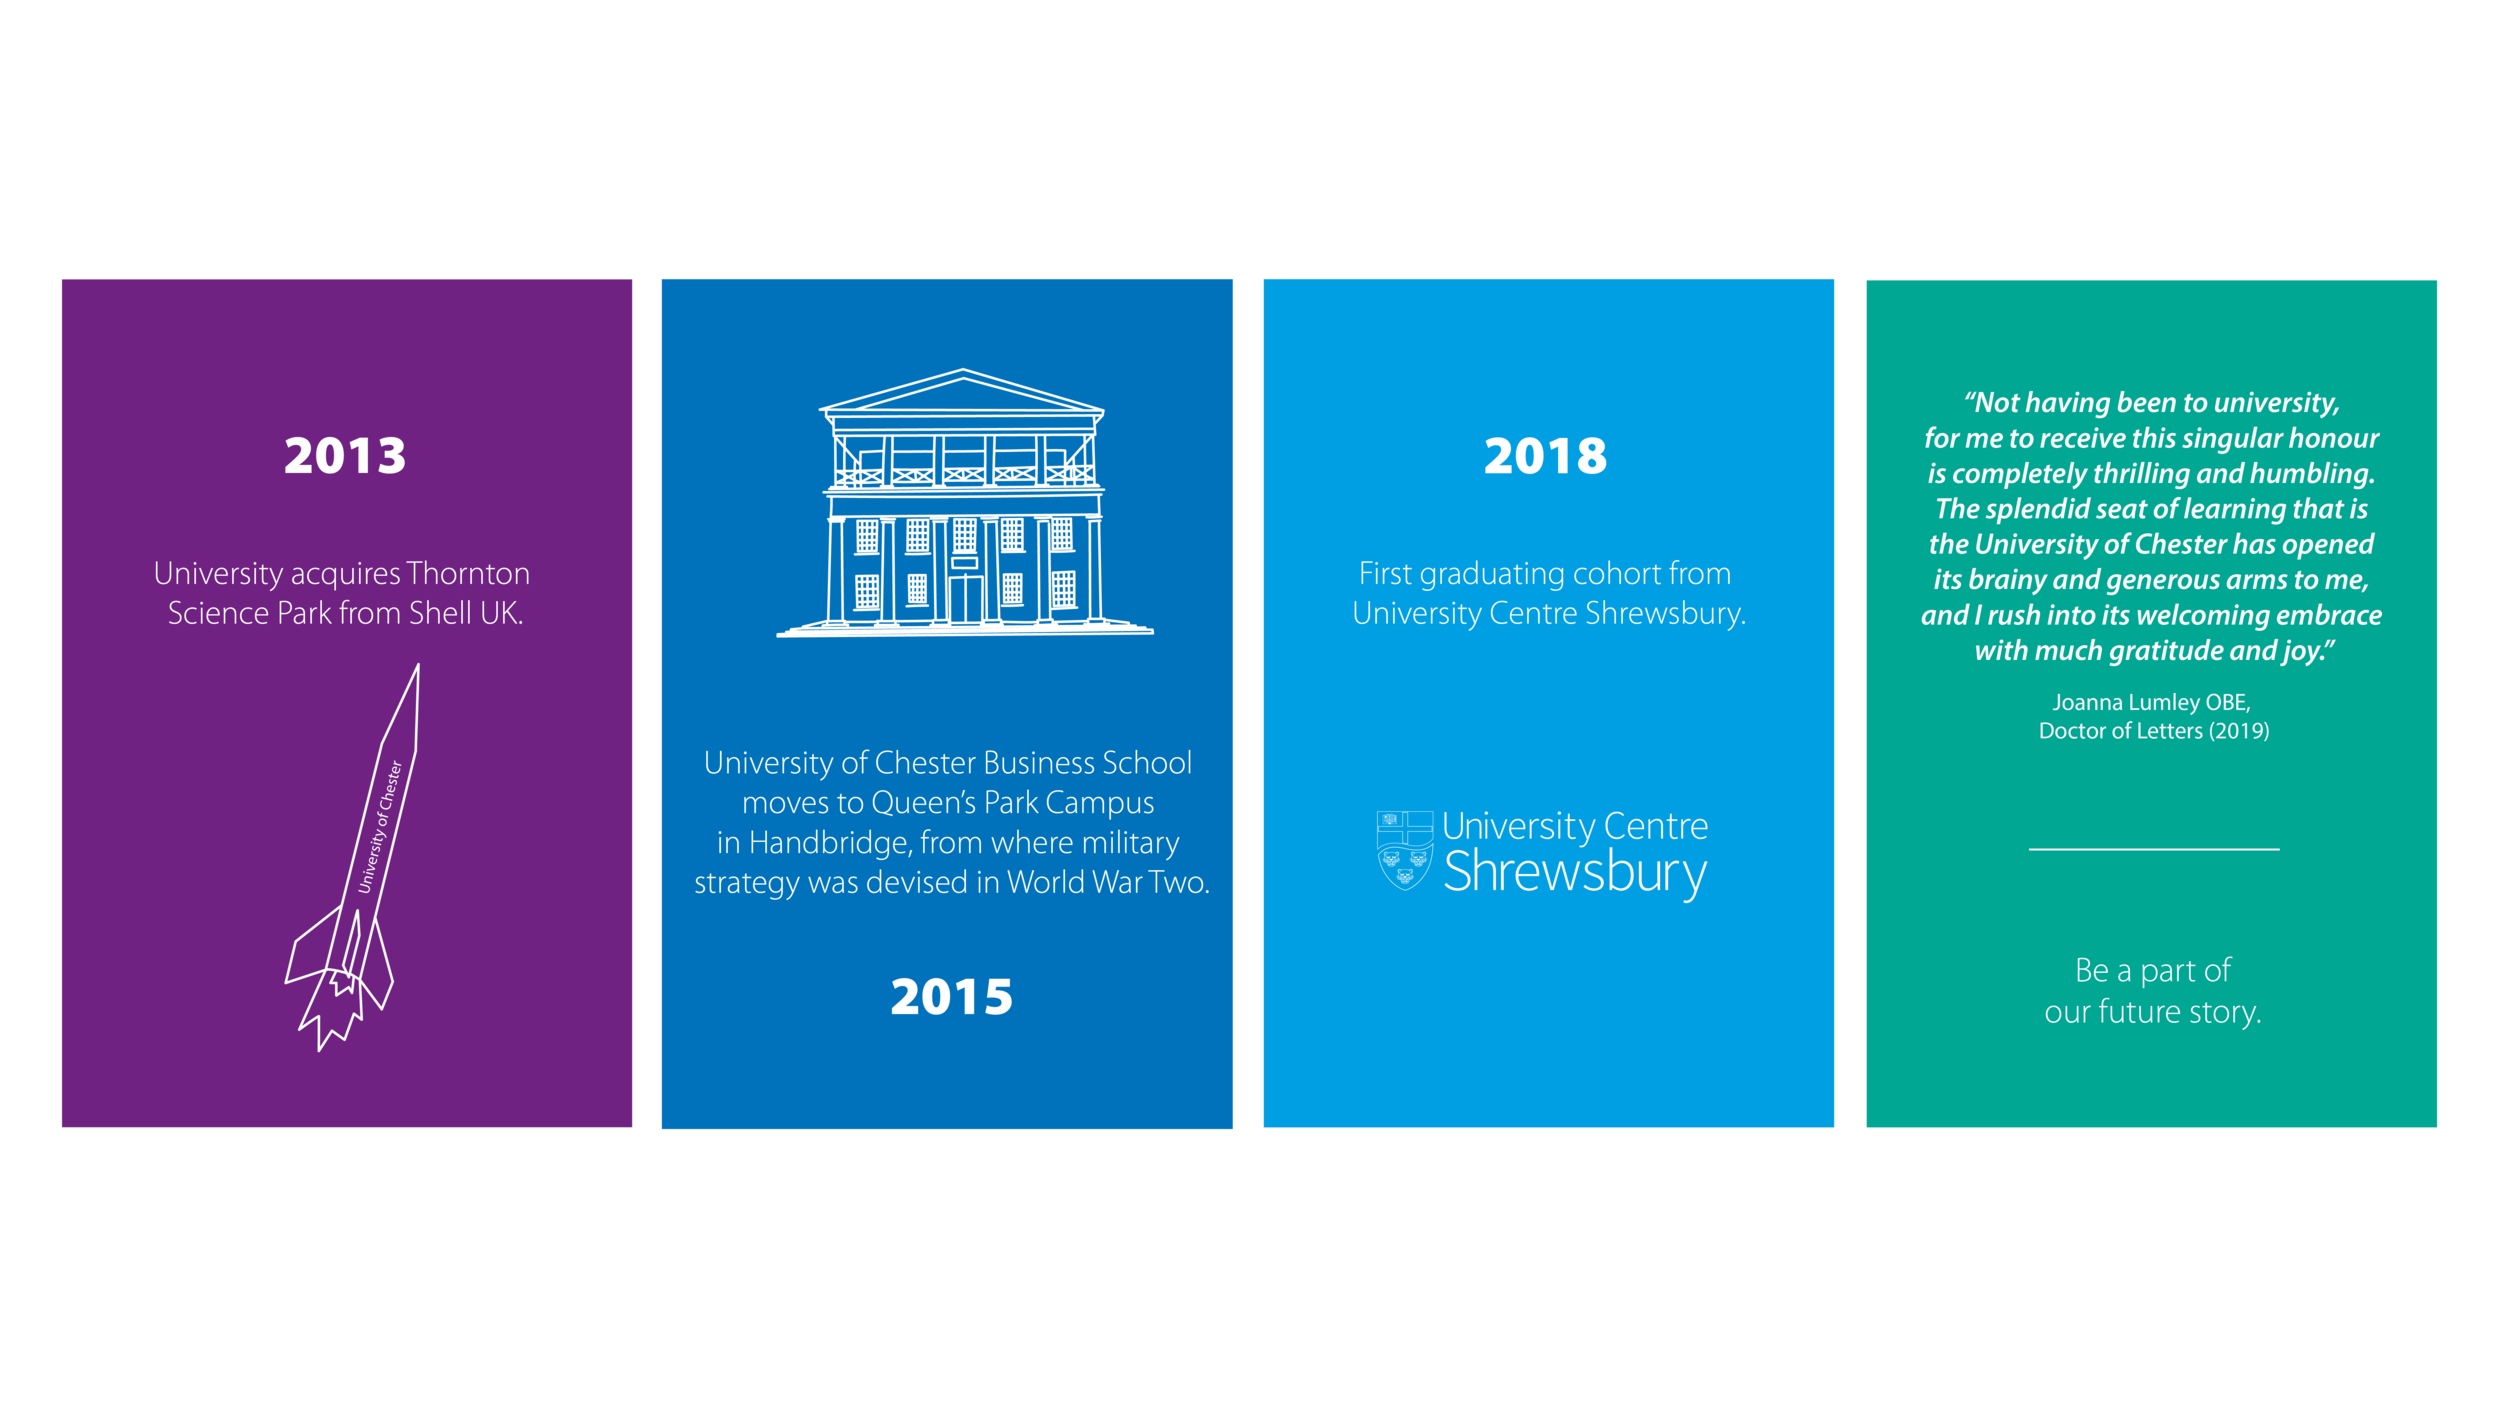 2013
University acquires Thornton
Science Park from Shell UK.
University of Chester
University of Chester Business School
moves to Queen’s Park Campus
in Handbridge, from where military
strategy was devised in World War Two.
2015
2018
First graduating cohort from
University Centre Shrewsbury.
University Centre
Shrewsbury
“Not having been to university,
for me to receive this singular honour
is completely thrilling and humbling.
The splendid seat of learning that is
the University of Chester has opened
its brainy and generous arms to me,
and I rush into its welcoming embrace
with much gratitude and joy.”
Joanna Lumley OBE,
Doctor of Letters (2019)
Be a part of
our future story.